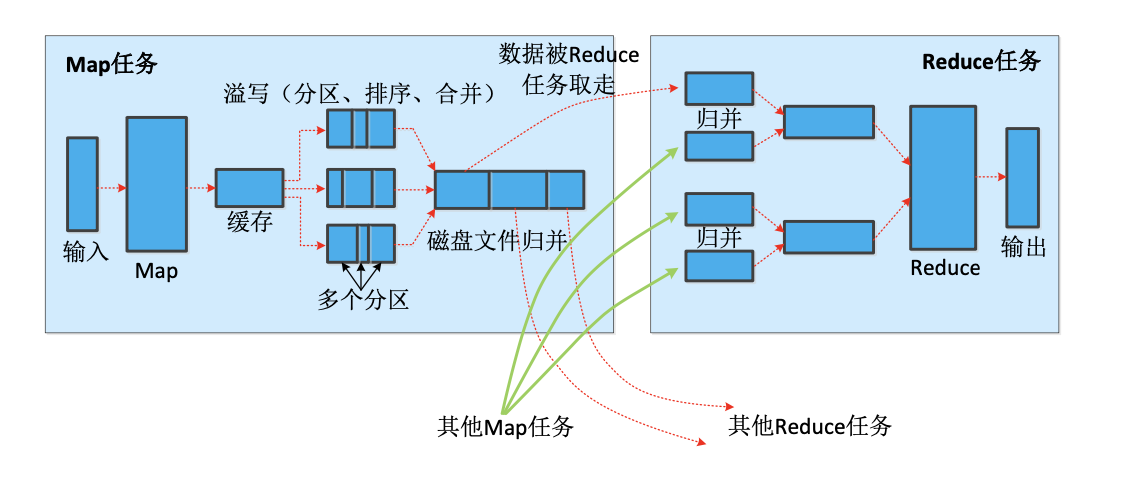 Map任务
数据被Reduce
任务取走
Reduce任务
溢写（分区、排序、合并）
归并
缓存
磁盘文件归并
归并
输入
Map
多个分区
Reduce
输出
其他Map任务
其他Reduce任务